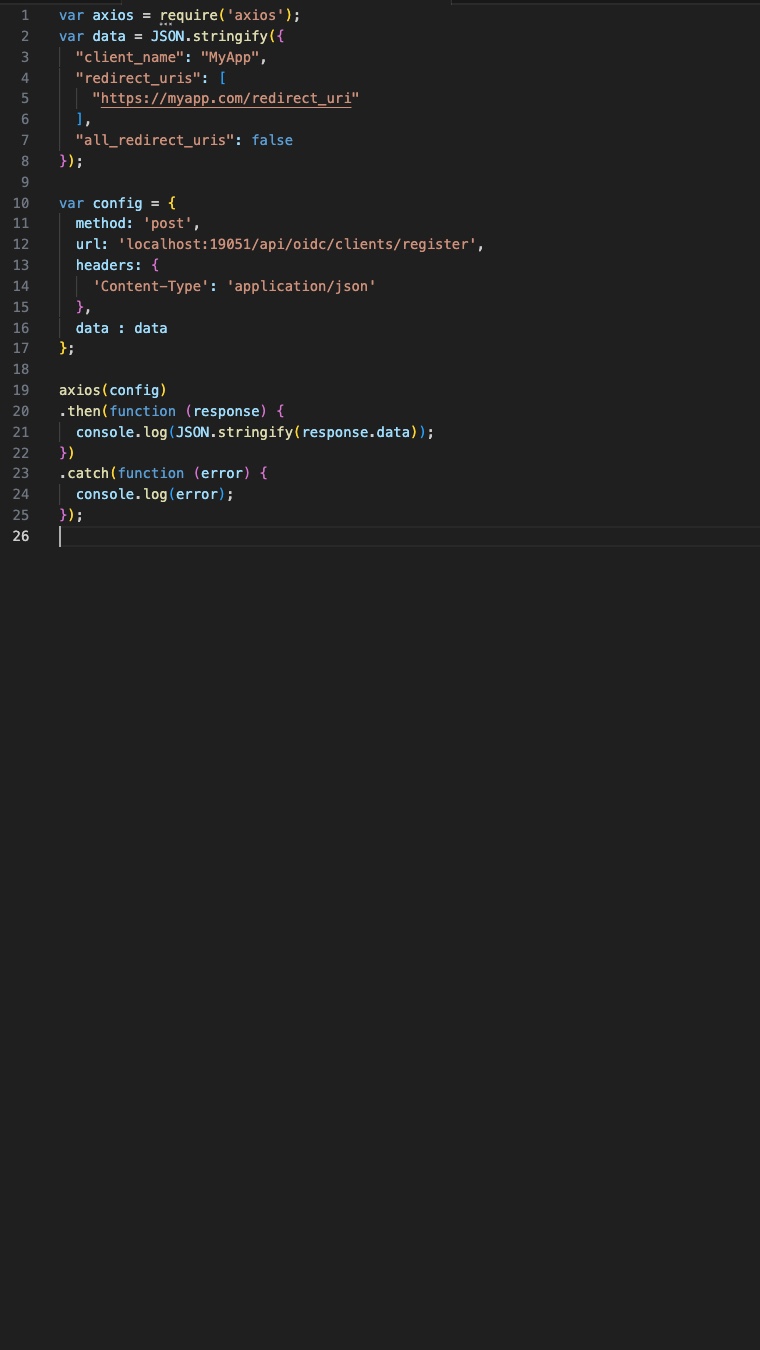 1 var axios = require('axios');
2 var data = JSON.stringify({
3   "client_name": "MyApp",
4   "redirect_uris": [
5     "https://myapp.com/redirect_uri"
6   ],
7   "all_redirect_uris": false
8 });
9
10 var config = {
11   method: 'post',
12   url: 'localhost:19051/api/oidc/clients/register',
13   headers: {
14     'Content-Type': 'application/json'
15   },
16   data : data
17 };
18
19 axios(config)
20 .then(function (response) {
21   console.log(JSON.stringify(response.data));
22 })
23 .catch(function (error) {
24   console.log(error);
25 });
26